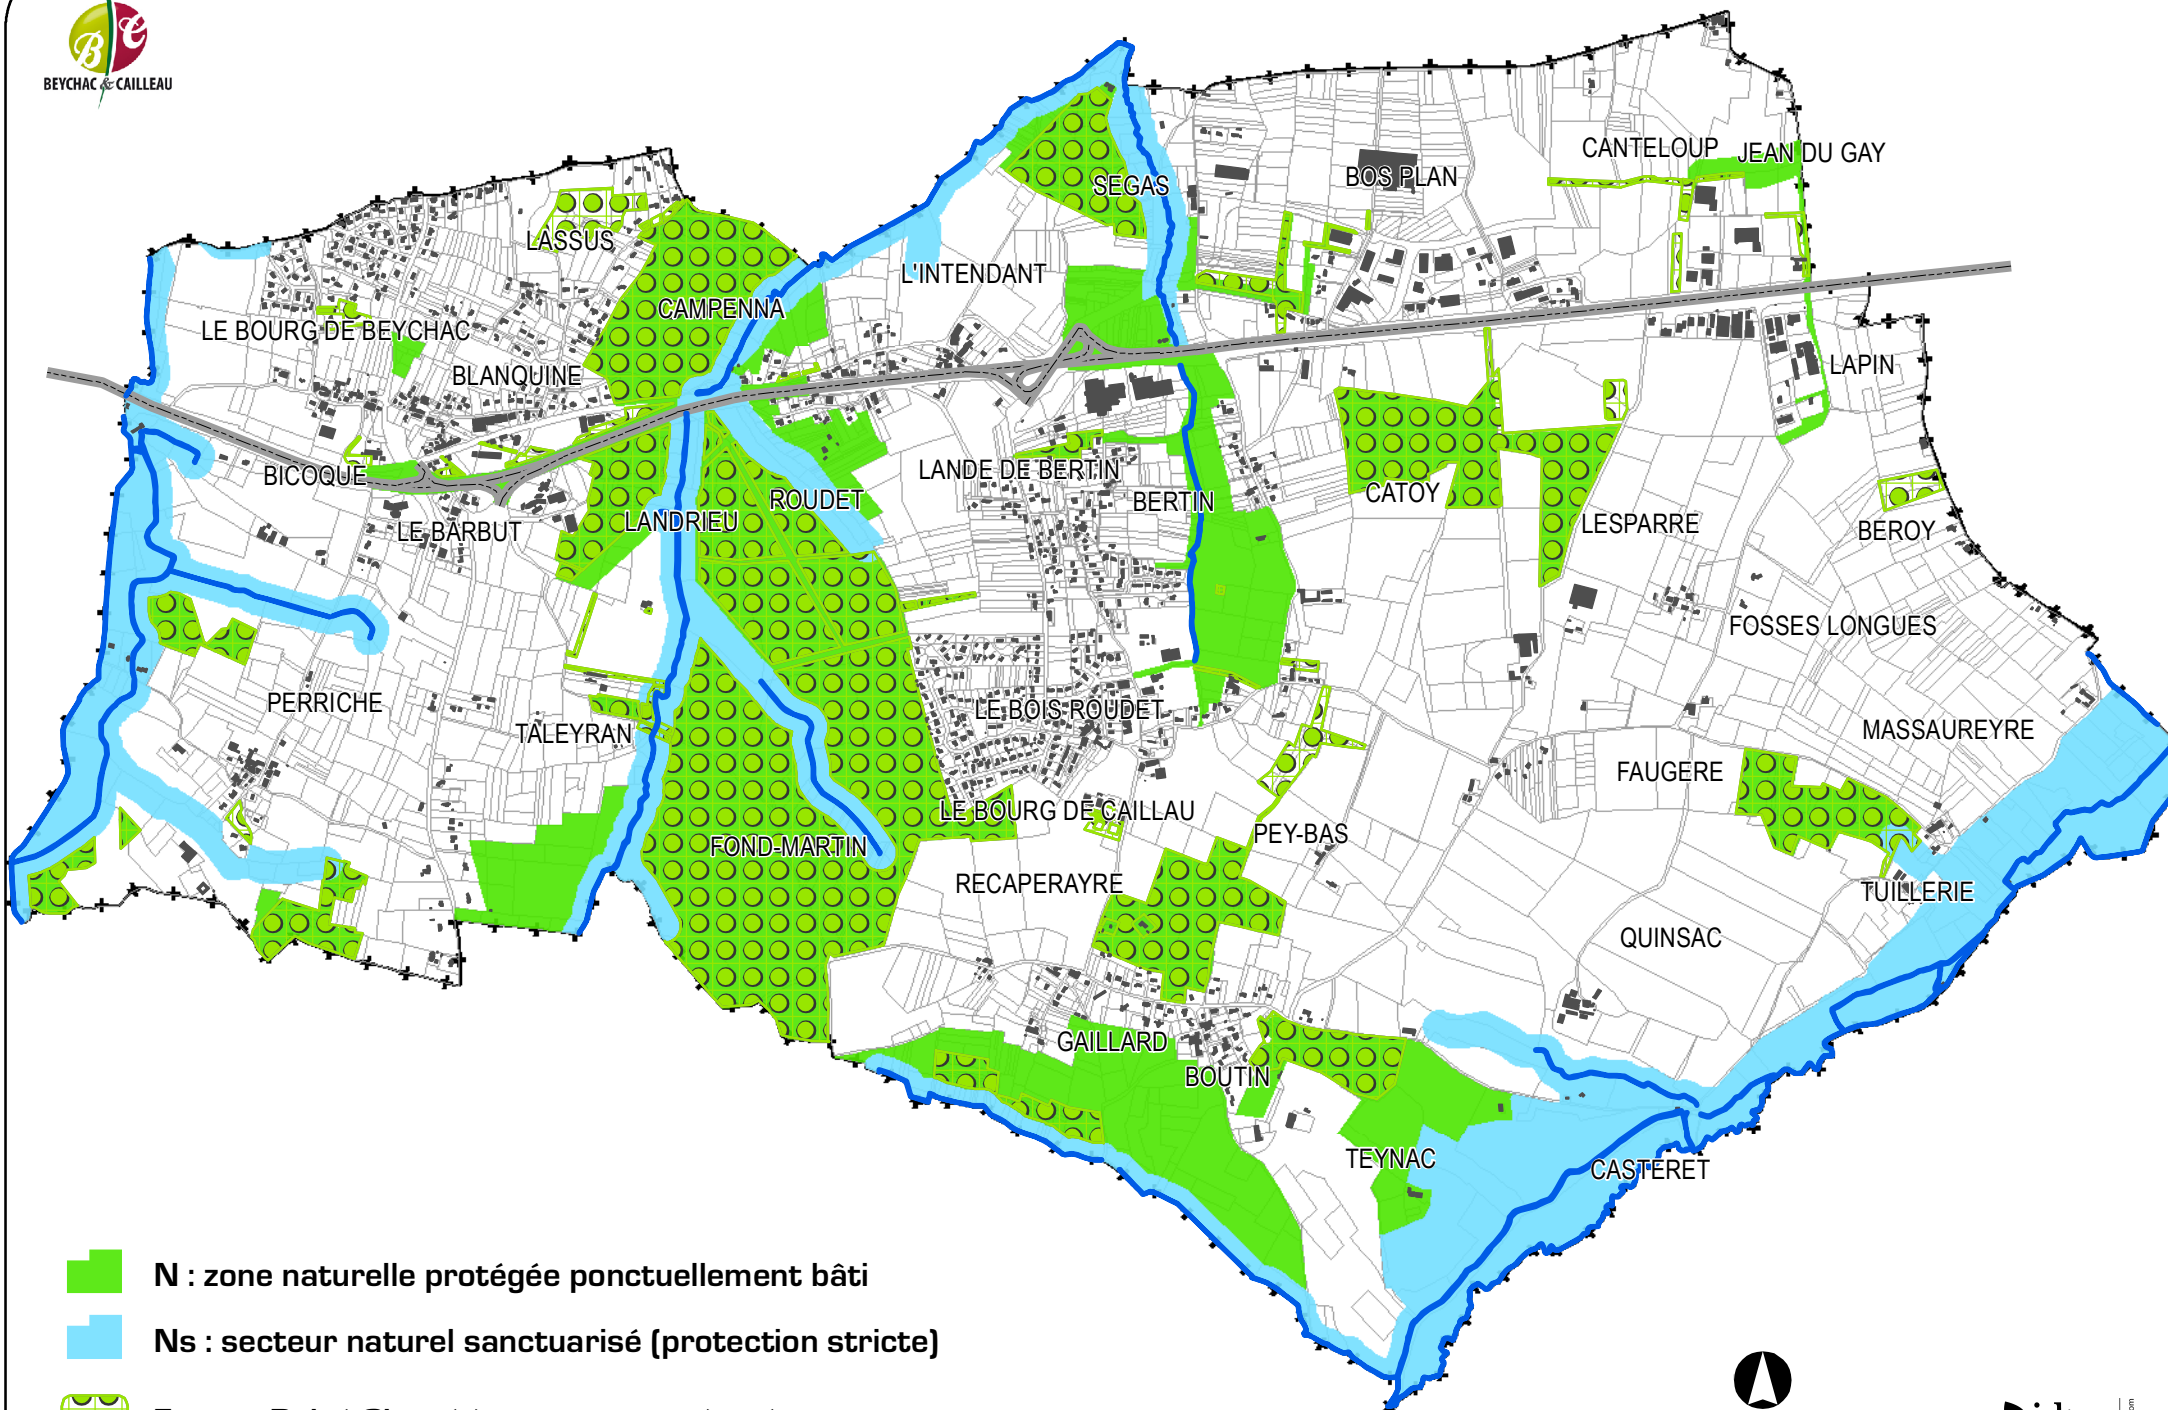 B C
BEYCHAC & CAILLEAU
CANTELOUP
JEAN DU GAY
BOS PLAN
SEGAS
LASSUS
L'INTENDANT
CAMPENNA
LE BOURG DE BEYCHAC
BLANQUINE
LAPIN
BICOQUE
LANDE DE BERTIN
ROUDET
BERTIN
CATOY
LE BARBUT
LANDRIEU
LESPARRE
BEROY
FOSSES LONGUES
PERRICHE
TALEYRAN
LE BOIS ROUDET
MASSAUREYRE
FAUGERE
LE BOURG DE CAILLAU
FOND-MARTIN
PEY-BAS
RECAPERAYRE
TUILLERIE
QUINSAC
GAILLARD
BOUTIN
TEYNAC
CASTERET
N : zone naturelle protégée ponctuellement bâti
Ns : secteur naturel sanctuarisé (protection stricte)